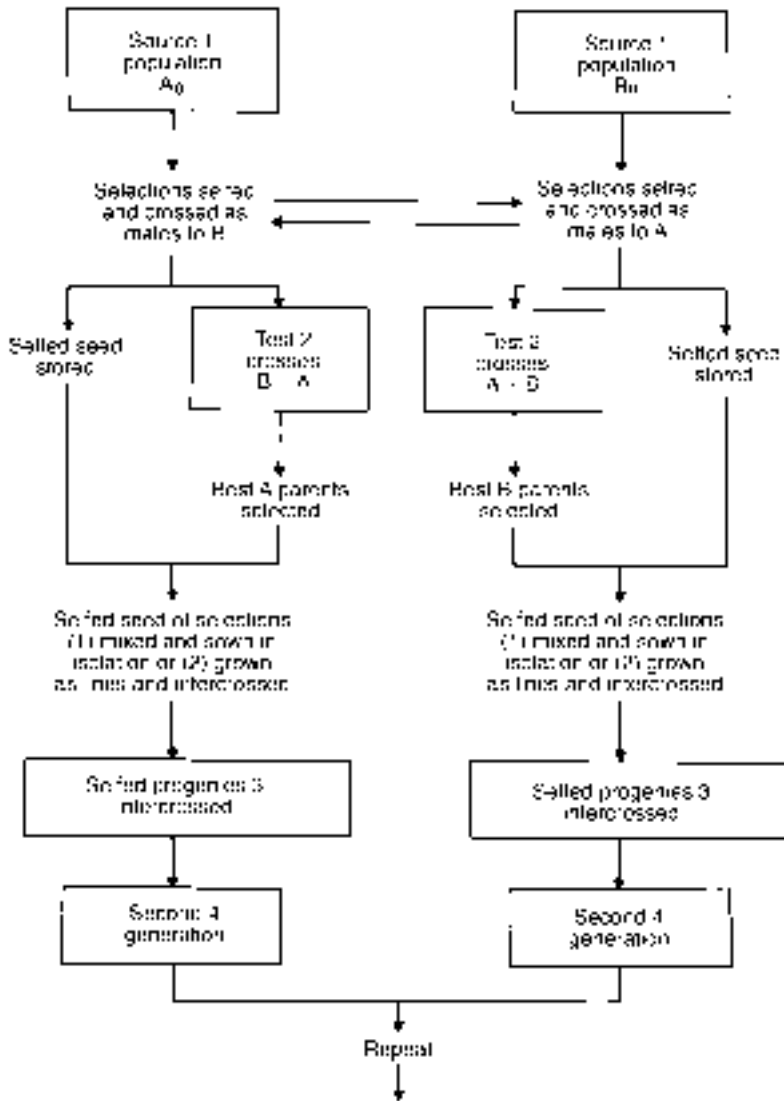 Source 1
population
A₀
Source 1
population
B₀
Selections selfed
and crossed as
males to B
Selections selfed
and crossed as
males to A
Selfed seed
stored
Test 2
crosses
B × A
Test 2
crosses
A × B
Selfed seed
stored
Best A parents
selected
Best B parents
selected
Selfed seed of selections
(1) mixed and sown in
isolation or (2) grown
as lines and intercrossed
Selfed seed of selections
(1) mixed and sown in
isolation or (2) grown
as lines and intercrossed
Selfed progenies 3
intercrossed
Selfed progenies 3
intercrossed
Second 4
generation
Second 4
generation
Repeat